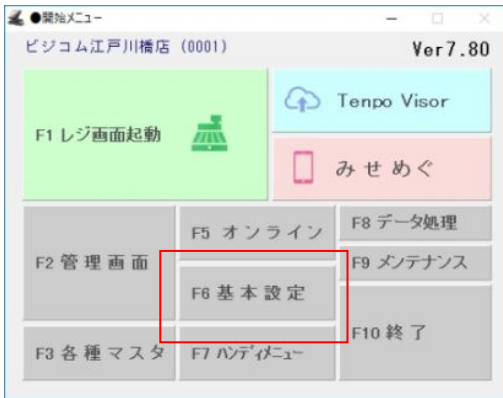 ●開始メニュー
ビジコム江戸川橋店 (0001)
Ver7.80
F1 レジ画面起動
Tenpo Visor
みせめぐ
F2 管理画面
F5 オンライン
F8 データ処理
F6 基本設定
F9 メンテナンス
F3 各種マスタ
F7 ハンディメニュー
F10 終了